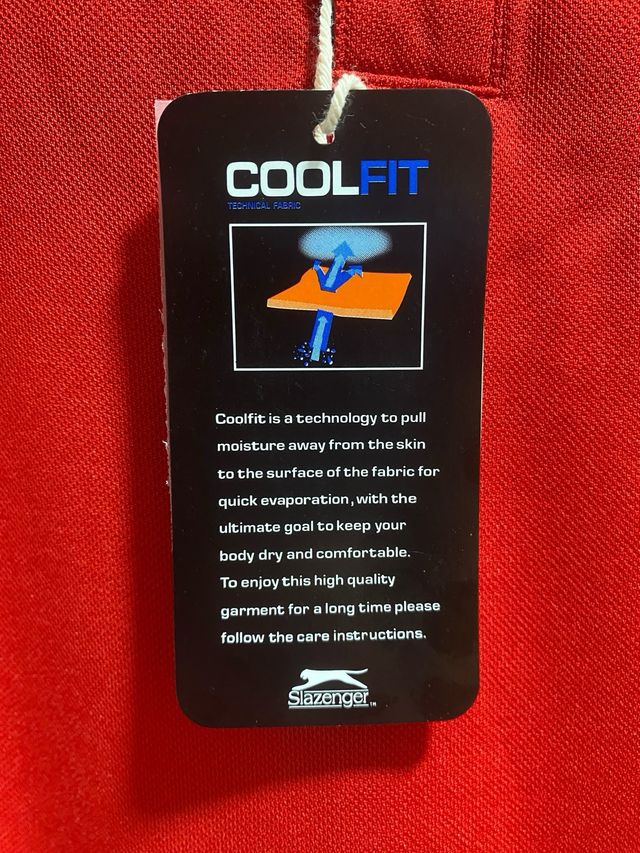 COOLFIT
TECHNICAL FABRIC
Coolfit is a technology to pull
moisture away from the skin
to the surface of the fabric for
quick evaporation, with the
ultimate goal to keep your
body dry and comfortable.
To enjoy this high quality
garment for a long time please
follow the care instructions.
Slazenger™